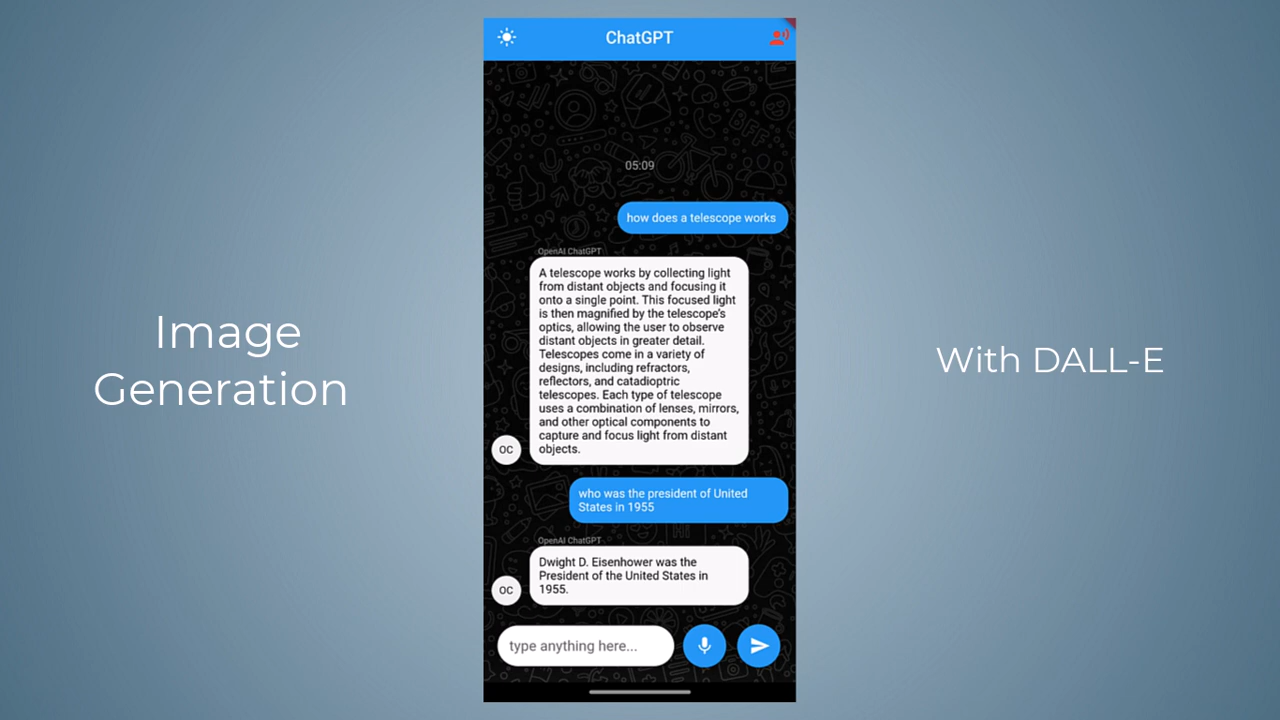 ChatGPT
05:09
how does a telescope works
OpenAI ChatGPT
A telescope works by collecting light
from distant objects and focusing it
onto a single point. This focused light
is then magnified by the telescope's
optics, allowing the user to observe
distant objects in greater detail.
Telescopes come in a variety of
designs, including refractors,
reflectors, and catadioptric
telescopes. Each type of telescope
uses a combination of lenses, mirrors,
and other optical components to
capture and focus light from distant
objects.
OC
who was the president of United
States in 1955
OpenAI ChatGPT
Dwight D. Eisenhower was the
President of the United States in
1955.
OC
type anything here...
Image
Generation
With DALL-E